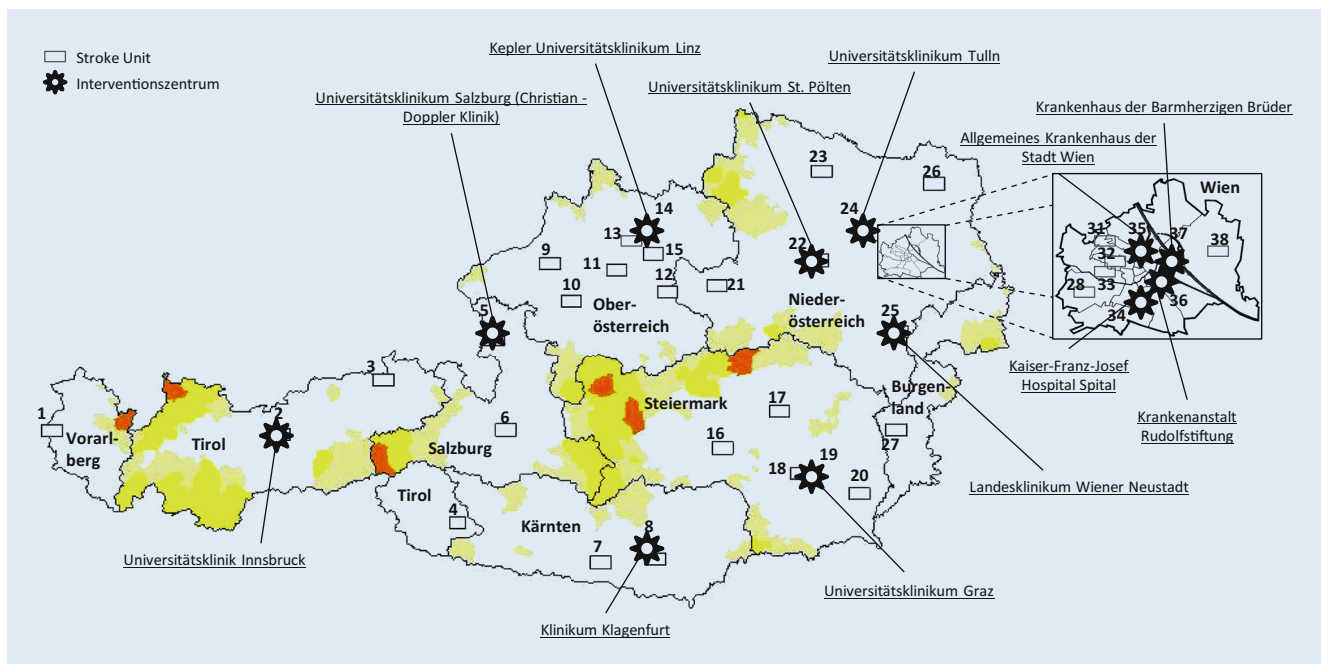 Stroke Unit
Interventionszentrum
Kepler Universitätsklinikum Linz
Universitätsklinikum Tulln
Universitätsklinikum Salzburg (Christian -
Doppler Klinik)
Universitätsklinikum St. Pölten
Krankenhaus der Barmherzigen Brüder
Allgemeines Krankenhaus der
Stadt Wien
23
26
Wien
14
24
13
15
9
11
12
10
22
21
31
35
37
38
32
28
33
36
34
Ober-
österreich
Nieder-
österreich
25
5
3
Kaiser-Franz-Josef
Hospital Spital
1
Vorarl-
berg
2
Tirol
6
Salzburg
Steiermark
17
16
Burgen-
land
27
Krankenanstalt
Rudolfstiftung
18
19
20
Tirol
4
Kärnten
7
8
Landesklinikum Wiener Neustadt
Universitätsklinik Innsbruck
Universitätsklinikum Graz
Klinikum Klagenfurt